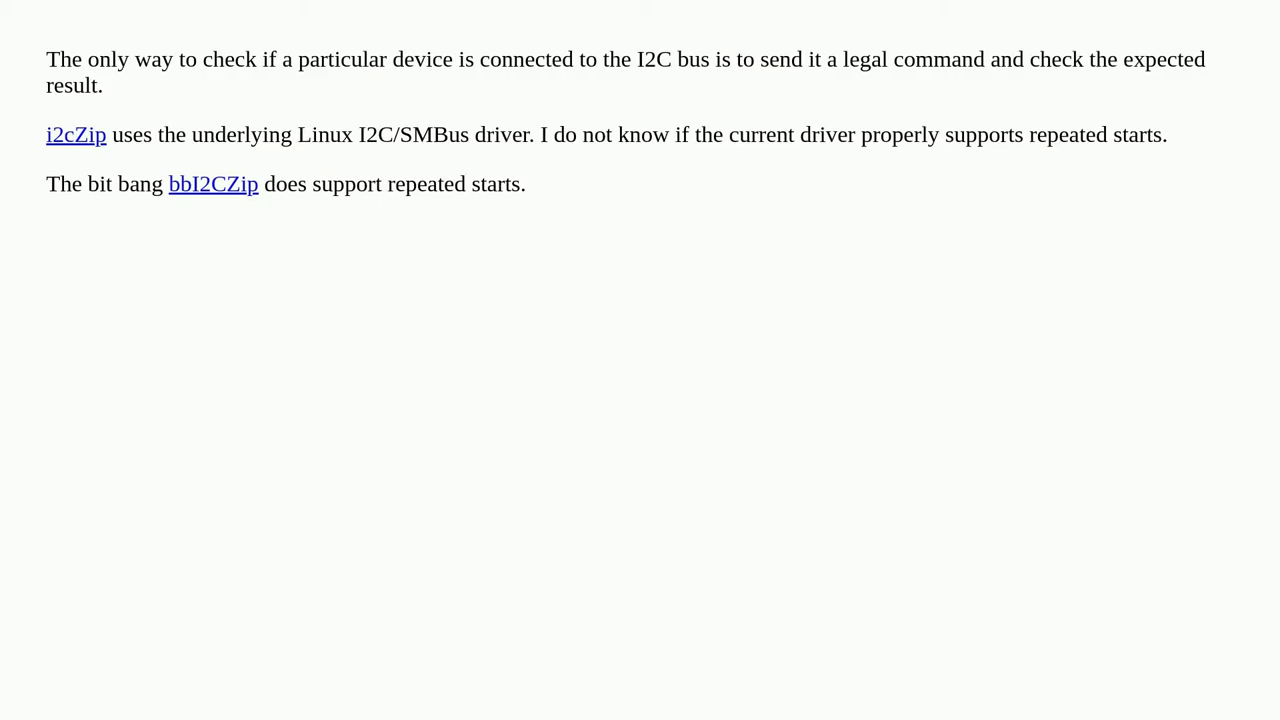 The only way to check if a particular device is connected to the I2C bus is to send it a legal command and check the expected
result.
i2cZip uses the underlying Linux I2C/SMBus driver. I do not know if the current driver properly supports repeated starts.
The bit bang bbI2CZip does support repeated starts.